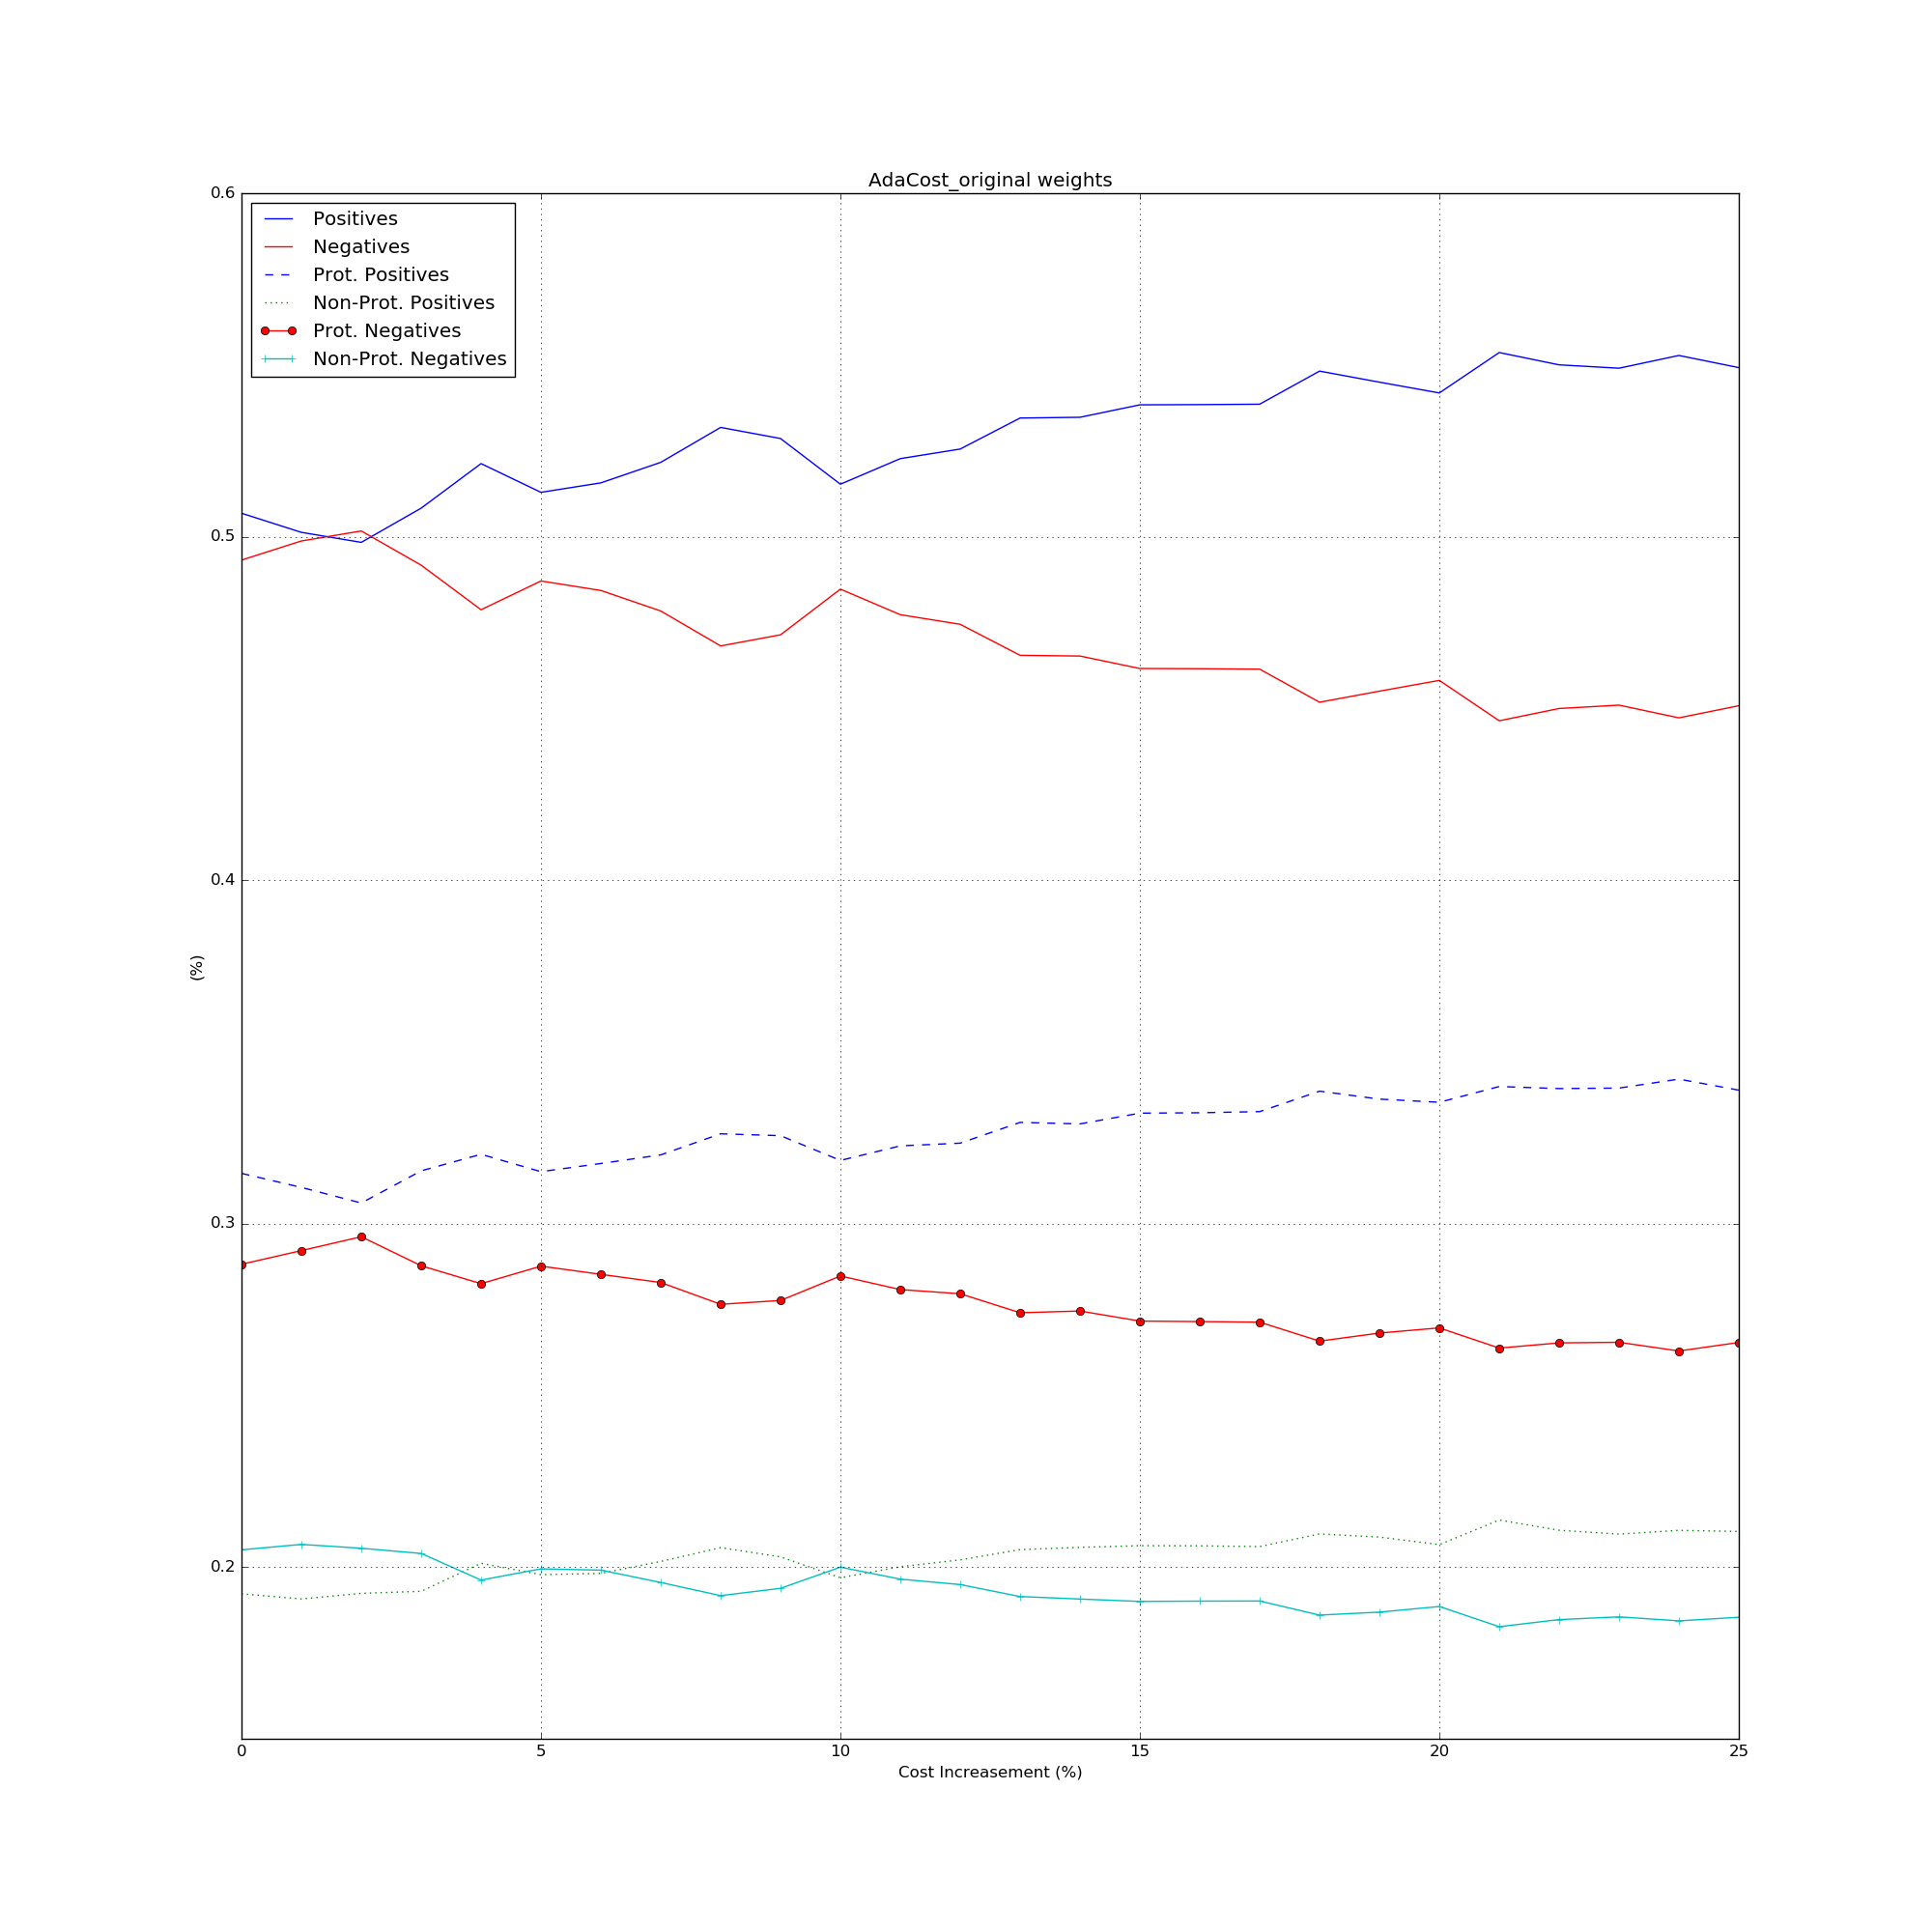 AdaCost_original weights
0.6
Positives
Negatives
Prot. Positives
Non-Prot. Positives
Prot. Negatives
Non-Prot. Negatives
0.5
0.4
(%)
0.3
0.2
0 5 10 15 20 25
Cost Increasement (%)